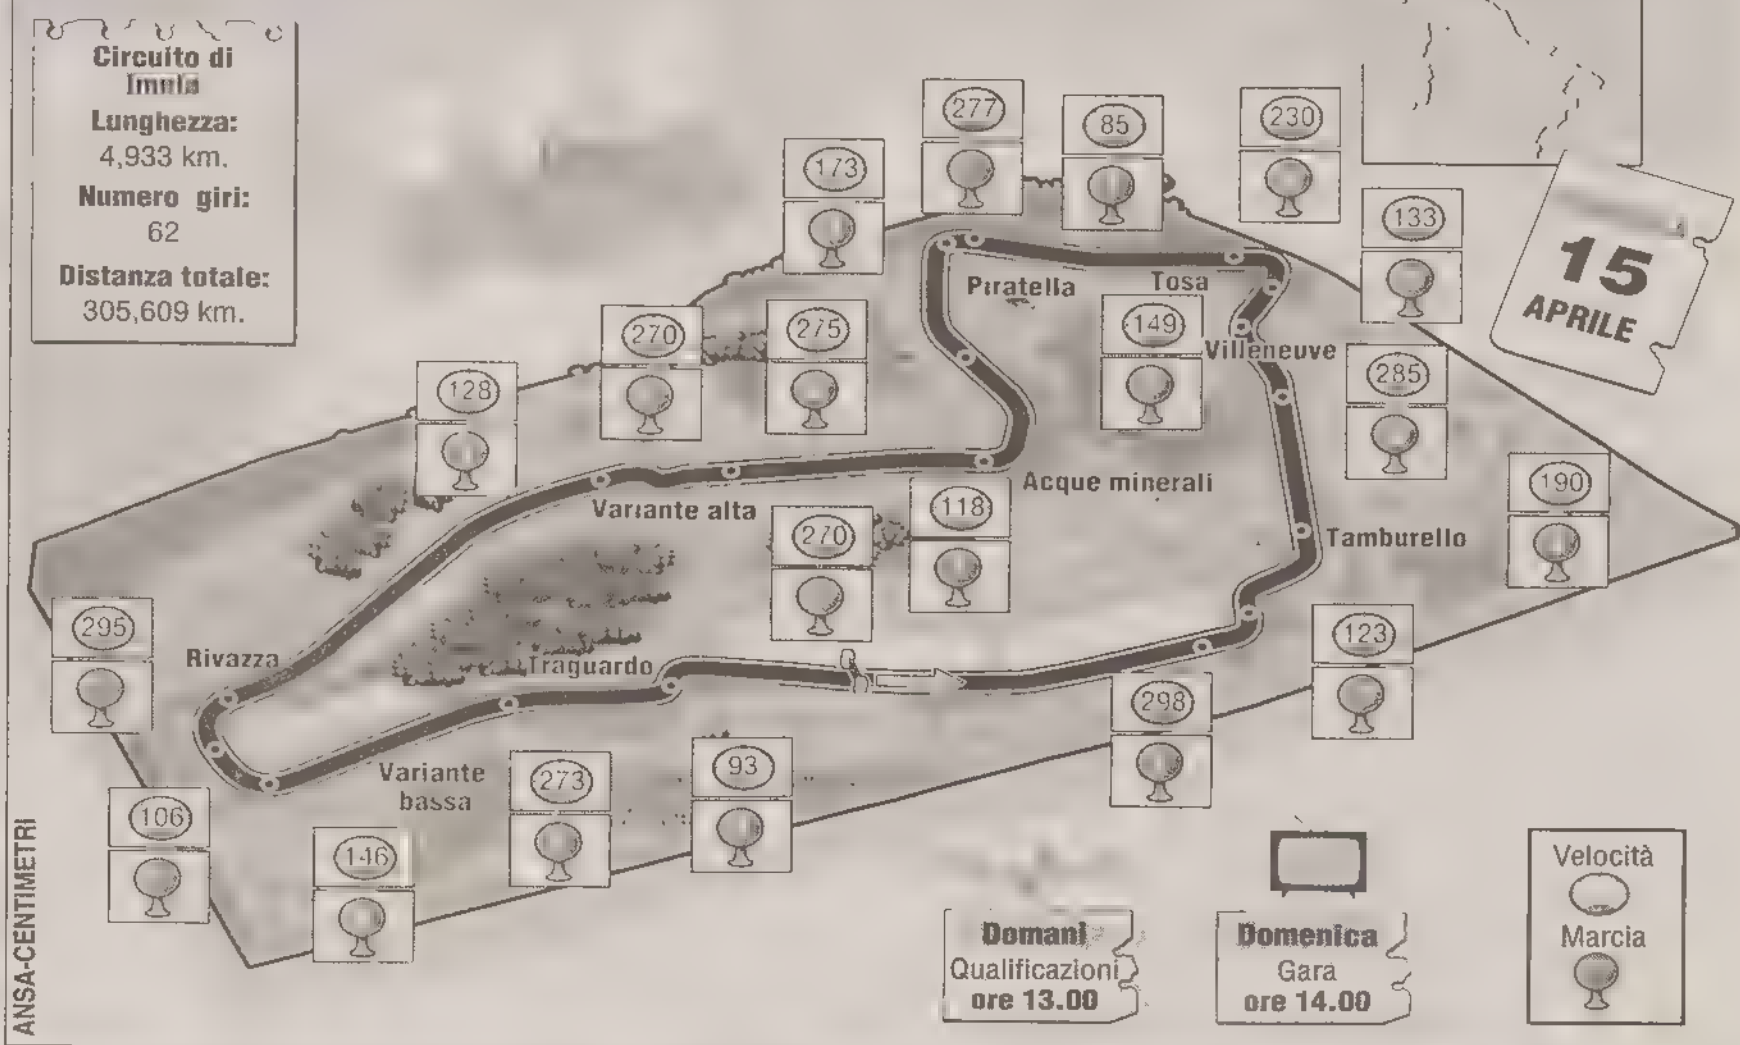 Circuito di
Imola
Lunghezza:
4,933 km.
Numero giri:
62
Distanza totale:
305,609 km.
277
85
230
173
133
15
APRILE
Piratella
Tosa
270
275
149
Villeneuve
285
128
190
Acque minerali
Variante alta
118
270
Tamburello
295
Rivazza
Traguardo
123
298
Variante
bassa
273
93
106
146
ANSA-CENTIMETRI
Domani
Qualificazioni
ore 13.00
Domenica
Gara
ore 14.00
Velocità
Marcia